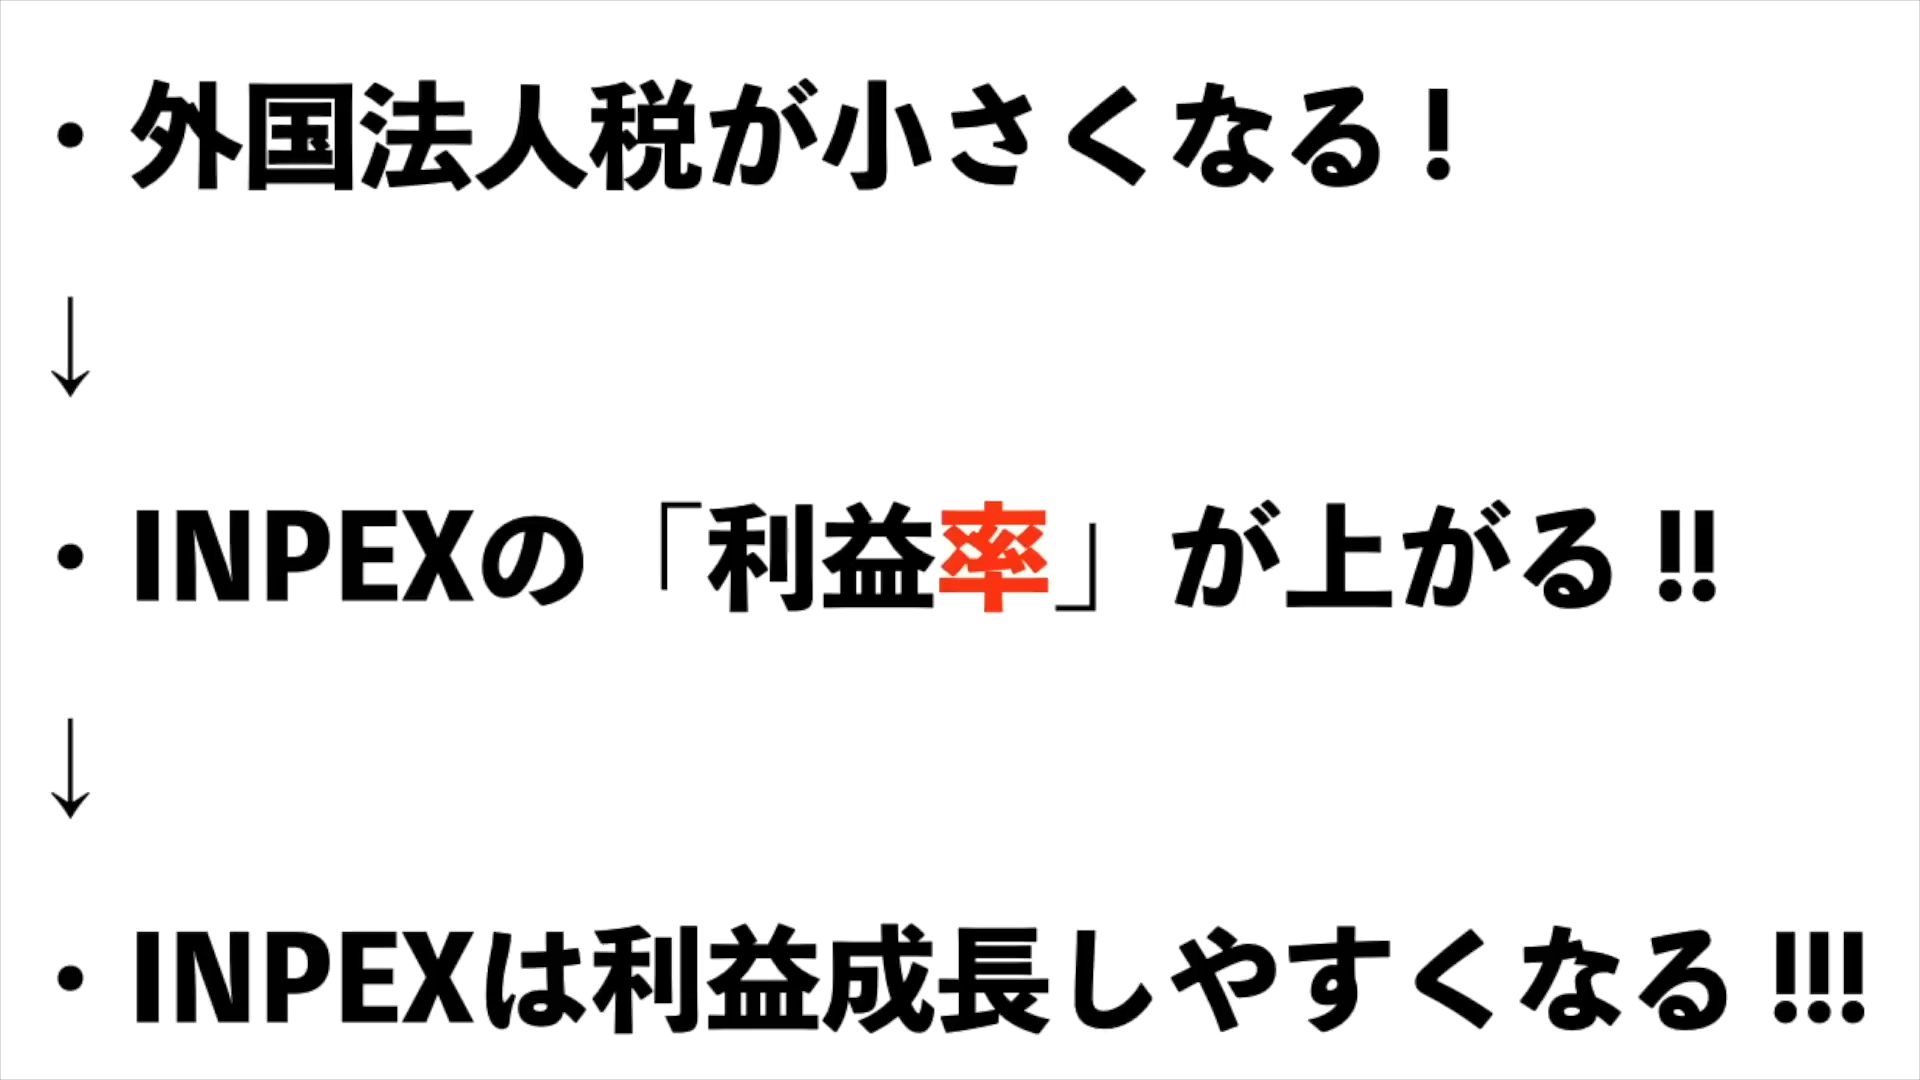 ・外国法人税が小さくなる！
↓
・INPEXの「利益率」が上がる!!
↓
・INPEXは利益成長しやすくなる!!!